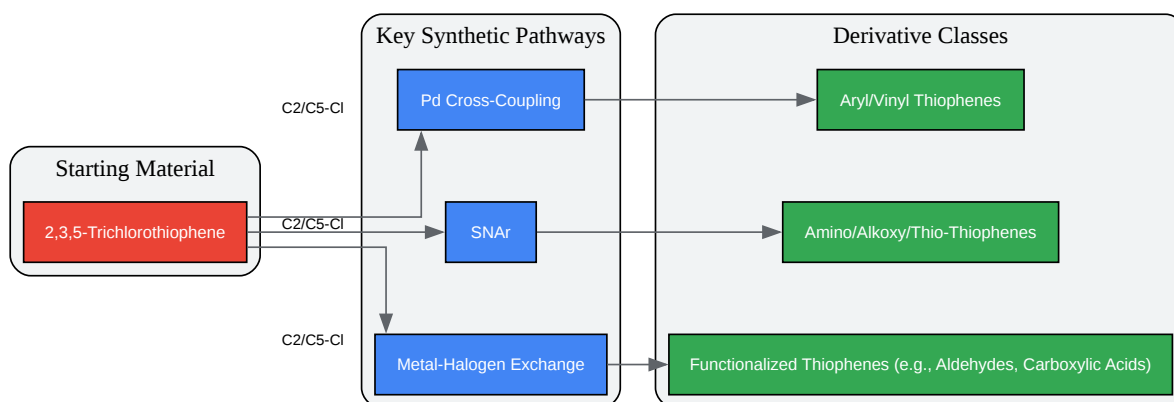 Key Synthetic Pathways
Derivative Classes
C2/C5-Cl
Pd Cross-Coupling
Aryl/Vinyl Thiophenes
Starting Material
2,3,5-Trichlorothiophene
C2/C5-Cl
SNAr
Amino/Alkoxy/Thio-Thiophenes
C2/C5-Cl
Metal-Halogen Exchange
Functionalized Thiophenes (e.g., Aldehydes, Carboxylic Acids)